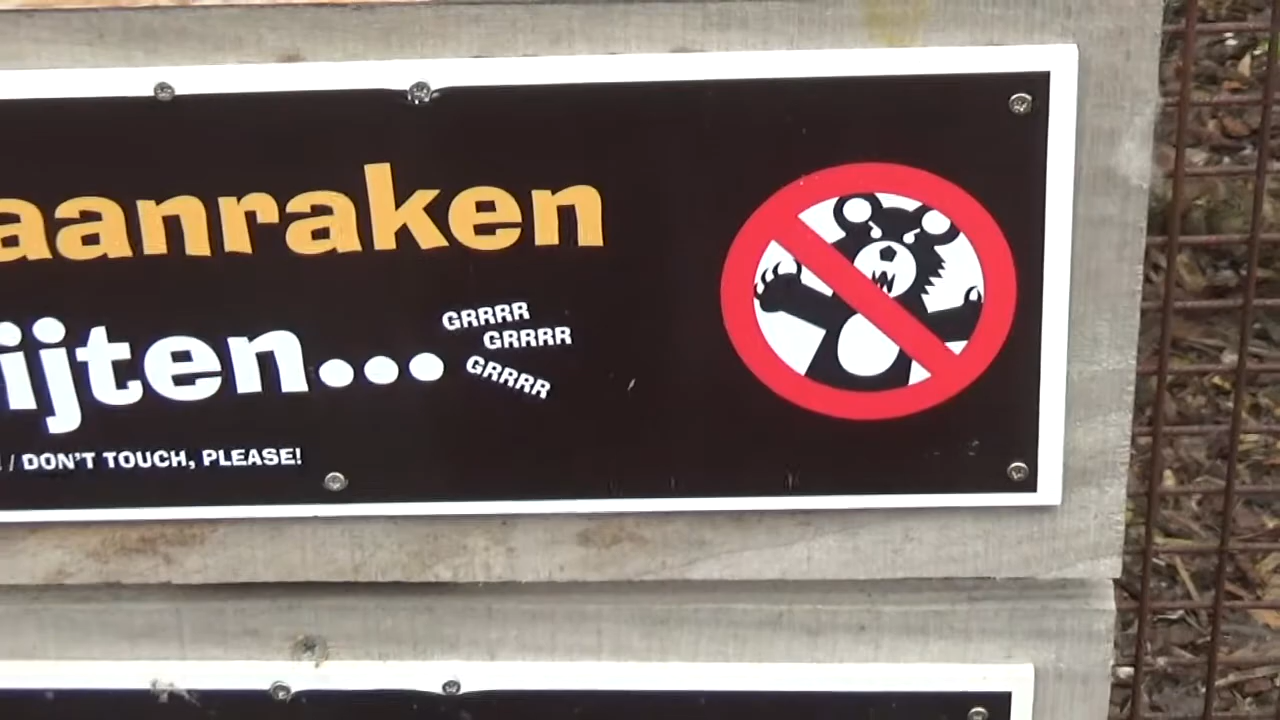 aanraken
ijten...
GRRRR
GRRRR
GRRRR
/ DON'T TOUCH, PLEASE!